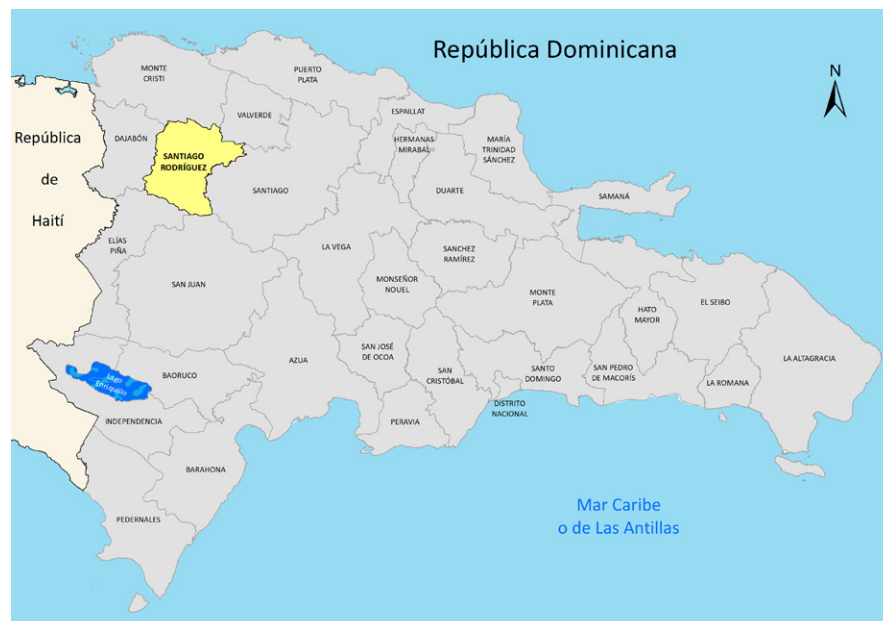 República Dominicana
N
República
de
Haití
MONTE
CRISTI
PUERTO
PLATA
VALVERDE
ESPAILLAT
DAJABÓN
HERMANAS
MIRABAL
MARÍA
TRINIDAD
SÁNCHEZ
SANTIAGO
RODRÍGUEZ
SANTIAGO
DUARTE
SAMANÁ
ELÍAS
PIÑA
LA VEGA
SANCHEZ
RAMÍREZ
SAN JUAN
MONSEÑOR
NOUEL
MONTE
PLATA
EL SEIBO
HATO
MAYOR
LA ALTAGRACIA
AZUA
SAN JOSÉ
DE OCOA
SAN
CRISTÓBAL
SANTO
DOMINGO
SAN PEDRO
DE MACORÍS
LA ROMANA
BAORUCO
Lago
Enriquillo
DISTRITO
NACIONAL
PERAVIA
INDEPENDENCIA
BARAHONA
PEDERNALES
Mar Caribe
o de Las Antillas